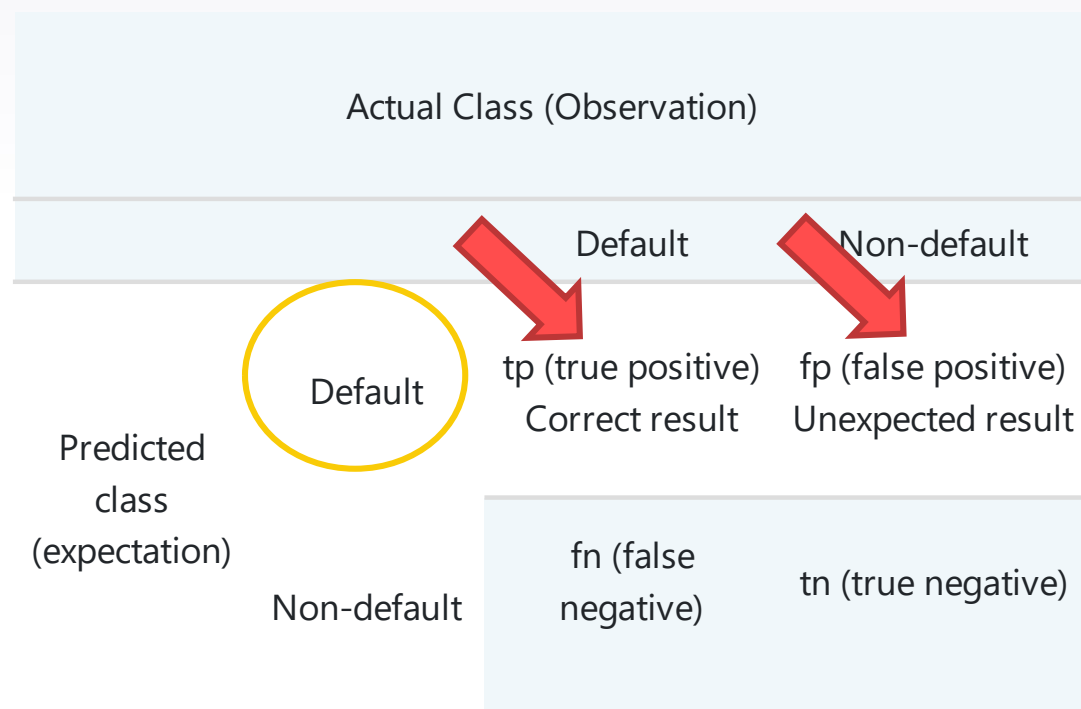 Actual Class (Observation)
Default
Non-default
Default
tp (true positive)
Correct result
fp (false positive)
Unexpected result
Predicted
class
(expectation)
Non-default
fn (false
negative)
tn (true negative)